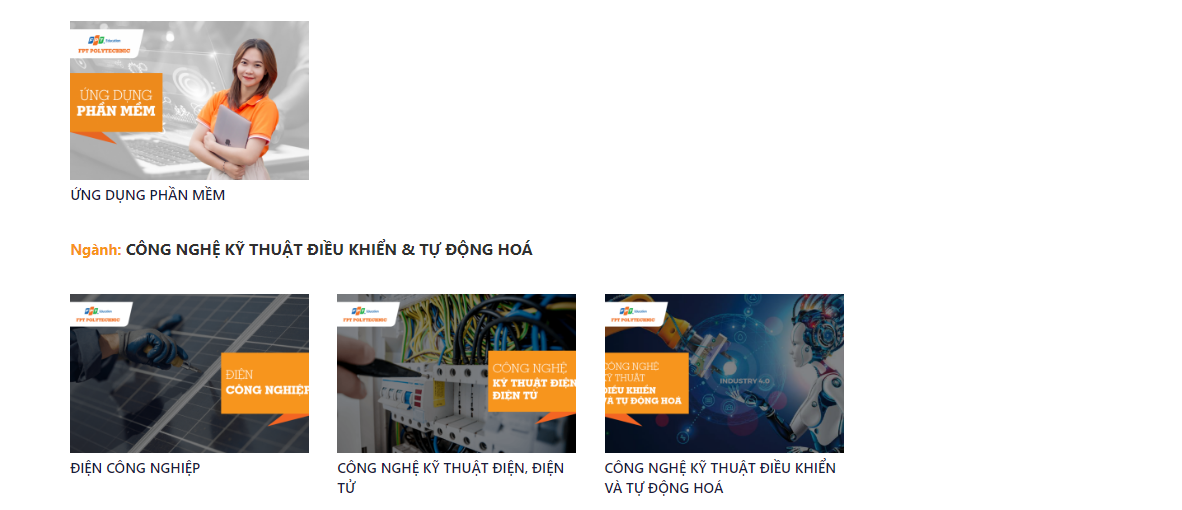 FPT Education
FPT POLYTECHNIC
ỨNG DỤNG
PHẦN MỀM
ỨNG DỤNG PHẦN MỀM
Ngành: CÔNG NGHỆ KỸ THUẬT ĐIỀU KHIỂN & TỰ ĐỘNG HOÁ
FPT Education
FPT POLYTECHNIC
ĐIỆN
CÔNG NGHIỆP
ĐIỆN CÔNG NGHIỆP
FPT Education
FPT POLYTECHNIC
CÔNG NGHỆ
KỸ THUẬT ĐIỆN
ĐIỆN TỬ
CÔNG NGHỆ KỸ THUẬT ĐIỆN, ĐIỆN
TỬ
FPT Education
FPT POLYTECHNIC
CÔNG NGHỆ
KỸ THUẬT
ĐIỀU KHIỂN
VÀ TỰ ĐỘNG HOÁ
INDUSTRY 4.0
CÔNG NGHỆ KỸ THUẬT ĐIỀU KHIỂN
VÀ TỰ ĐỘNG HOÁ